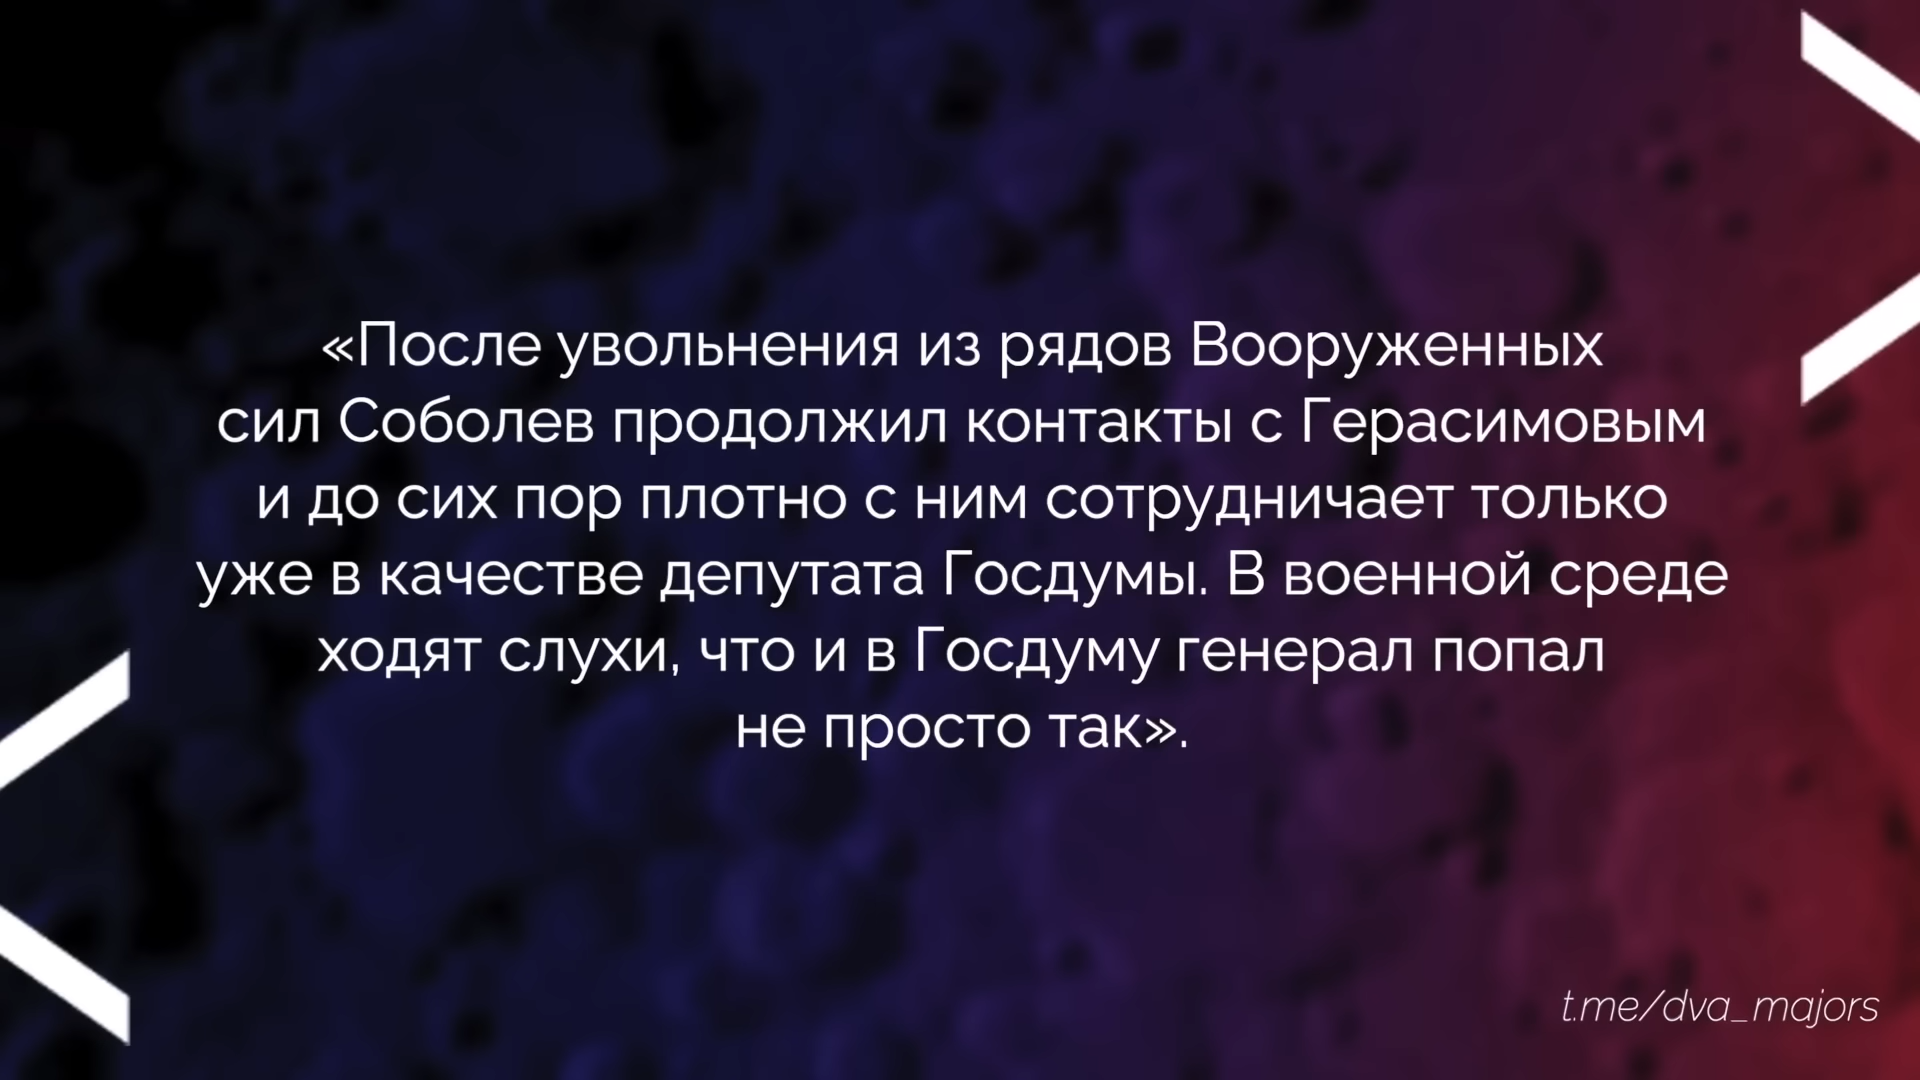 «После увольнения из рядов Вооруженных
сил Соболев продолжил контакты с Герасимовым
и до сих пор плотно с ним сотрудничает только
уже в качестве депутата Госдумы. В военной среде
ходят слухи, что и в Госдуму генерал попал
не просто так».
t.me/dva_majors